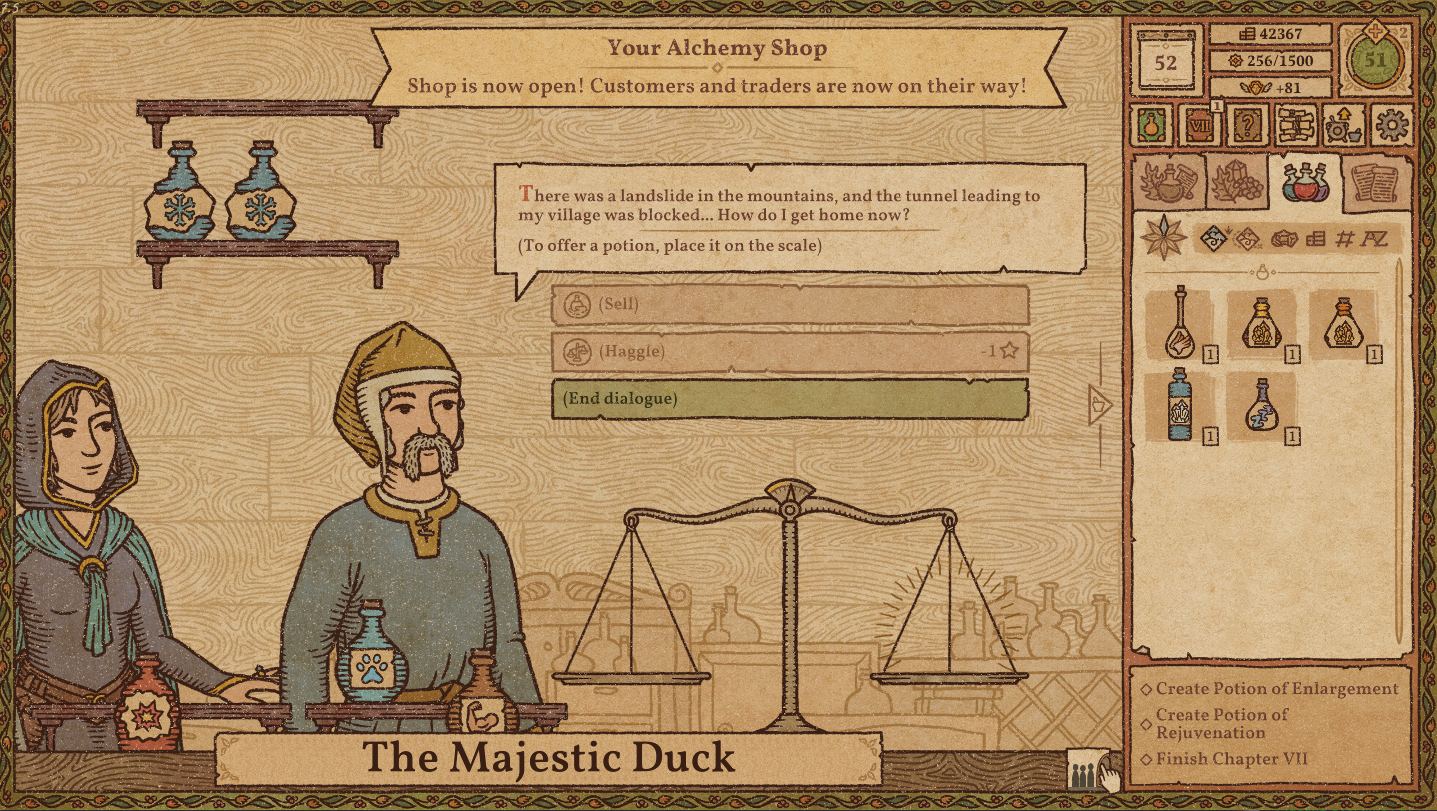 7.5
Your Alchemy Shop
Shop is now open! Customers and traders are now on their way!
There was a landslide in the mountains, and the tunnel leading to
my village was blocked... How do I get home now?
(To offer a potion, place it on the scale)
(Sell)
(Haggle) -1
(End dialogue)
The Majestic Duck
52
42367
256/1500
+81
2
51
1
VII
?
# AZ
1 1 1
1 1
Create Potion of Enlargement
Create Potion of
Rejuvenation
Finish Chapter VII